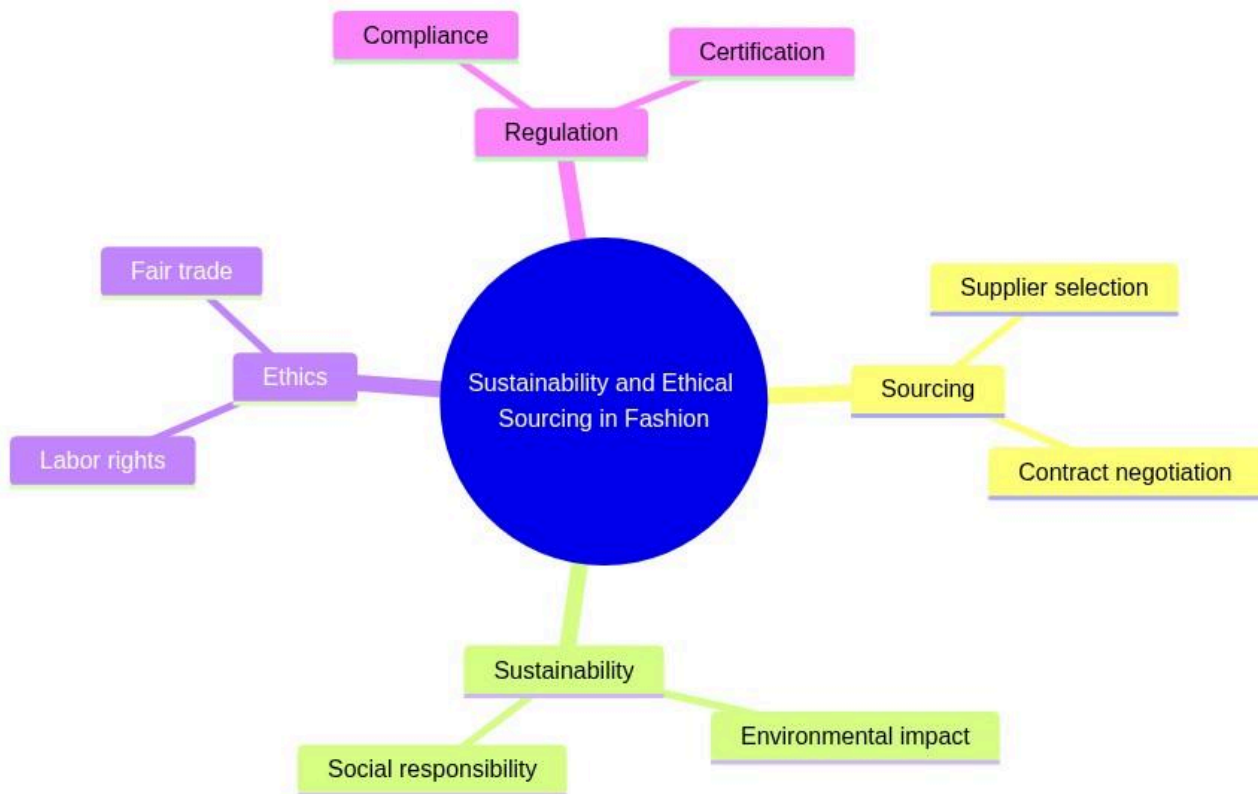 Compliance
Certification
Regulation
Fair trade
Ethics
Labor rights
Sustainability and Ethical
Sourcing in Fashion
Supplier selection
Sourcing
Contract negotiation
Sustainability
Environmental impact
Social responsibility